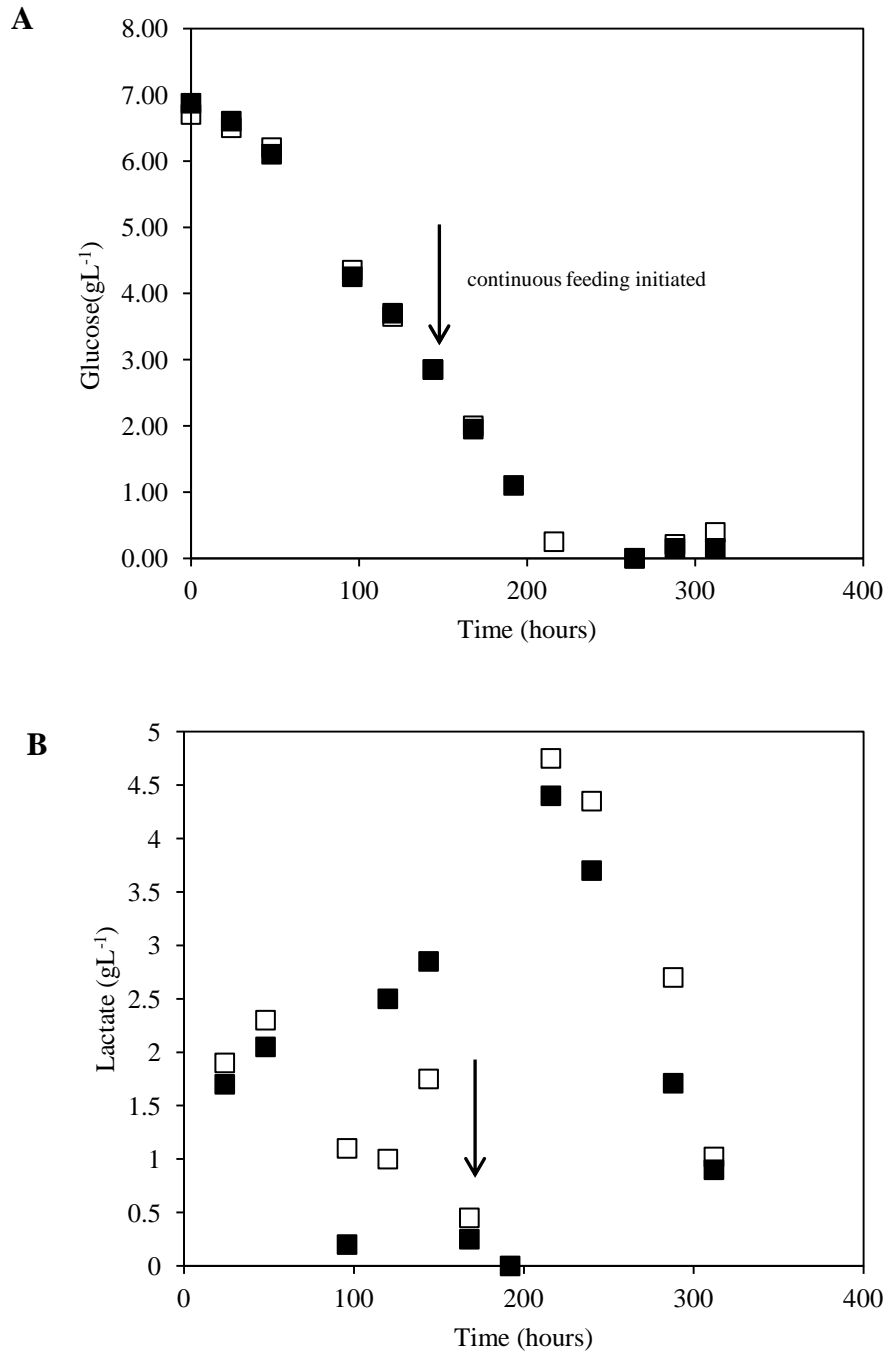 A
8.00
7.00
6.00
5.00
4.00
3.00
2.00
1.00
0.00
Glucose(gL⁻¹)
continuous feeding initiated
0 100 200 300 400
Time (hours)
B
5
4.5
4
3.5
3
2.5
2
1.5
1
0.5
0
Lactate (gL⁻¹)
0 100 200 300 400
Time (hours)